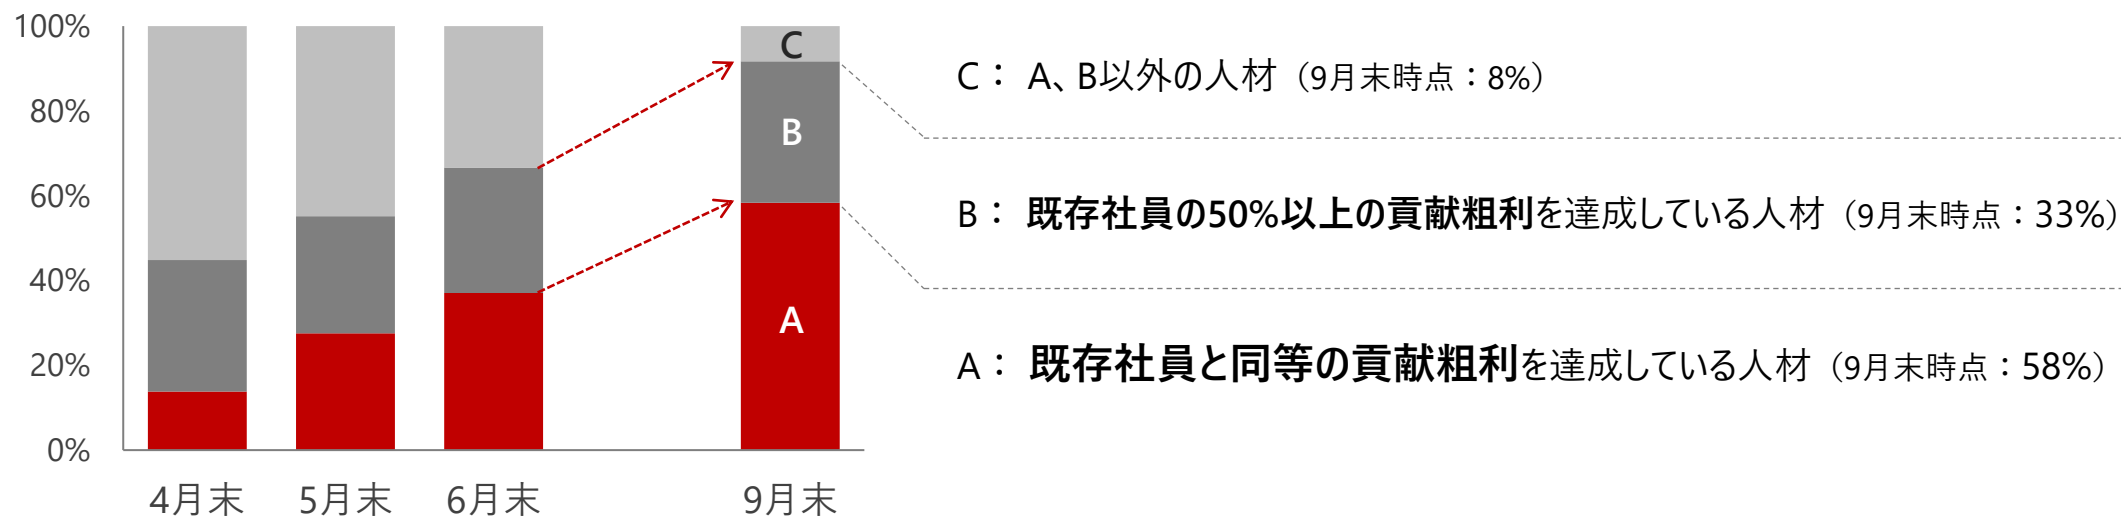 100%
80%
60%
40%
20%
0%
4月末
5月末
6月末
9月末
C
B
A
C： A、B以外の人材（9月末時点：8%）
B： 既存社員の50%以上の貢献粗利を達成している人材（9月末時点：33%）
A： 既存社員と同等の貢献粗利を達成している人材（9月末時点：58%）